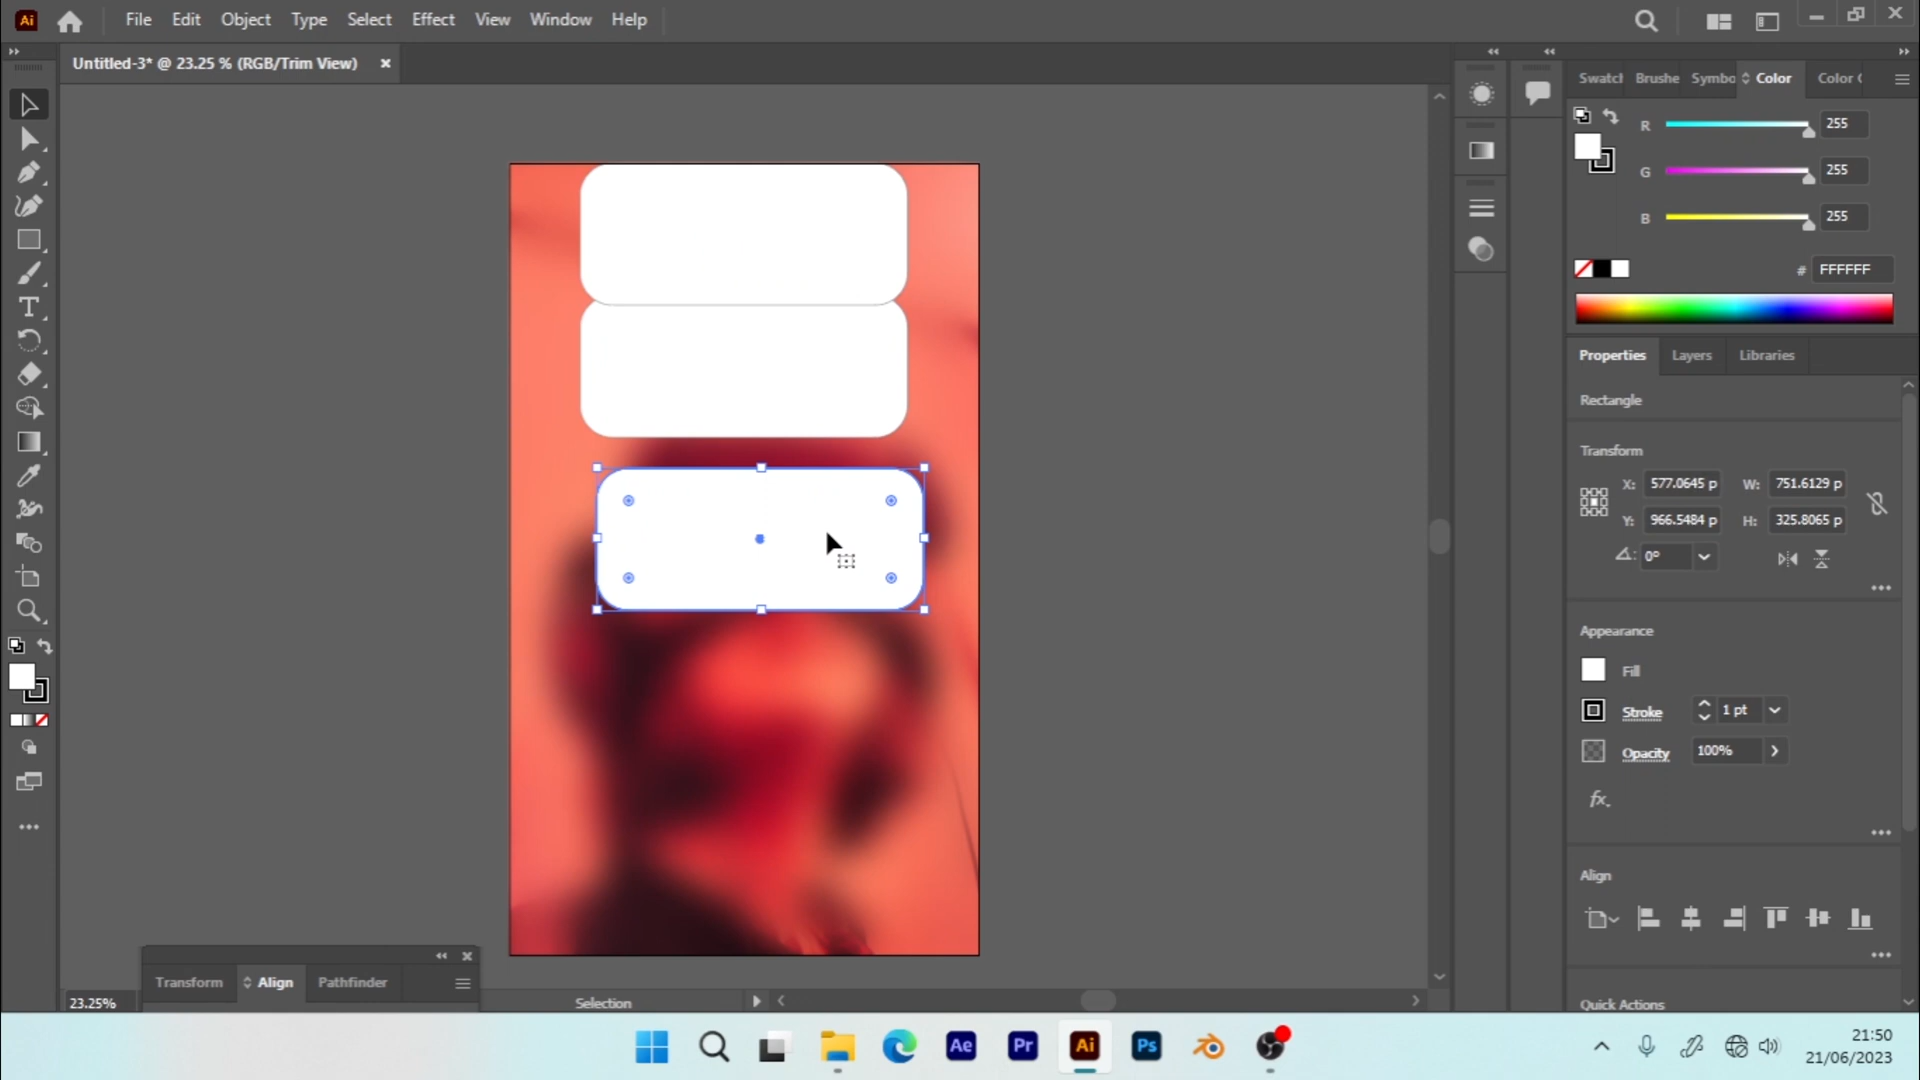 Ai File Edit Object Type Select Effect View Window Help
Untitled-3* @ 23.25 % (RGB/Trim View) ×
Swatch Brushe Symbo Color Color
R 255
G 255
B 255
# FFFFFF
Properties Layers Libraries
Rectangle
Transform
X: 577.0645 p W: 751.6129 p
Y: 966.5484 p H: 325.8065 p
0°
Appearance
Fill
Stroke 1 pt
Opacity 100%
fx.
Align
Quick Actions
Transform Align Pathfinder
23.25% Selection
Ae Pr Ai Ps
21:50
21/06/2023